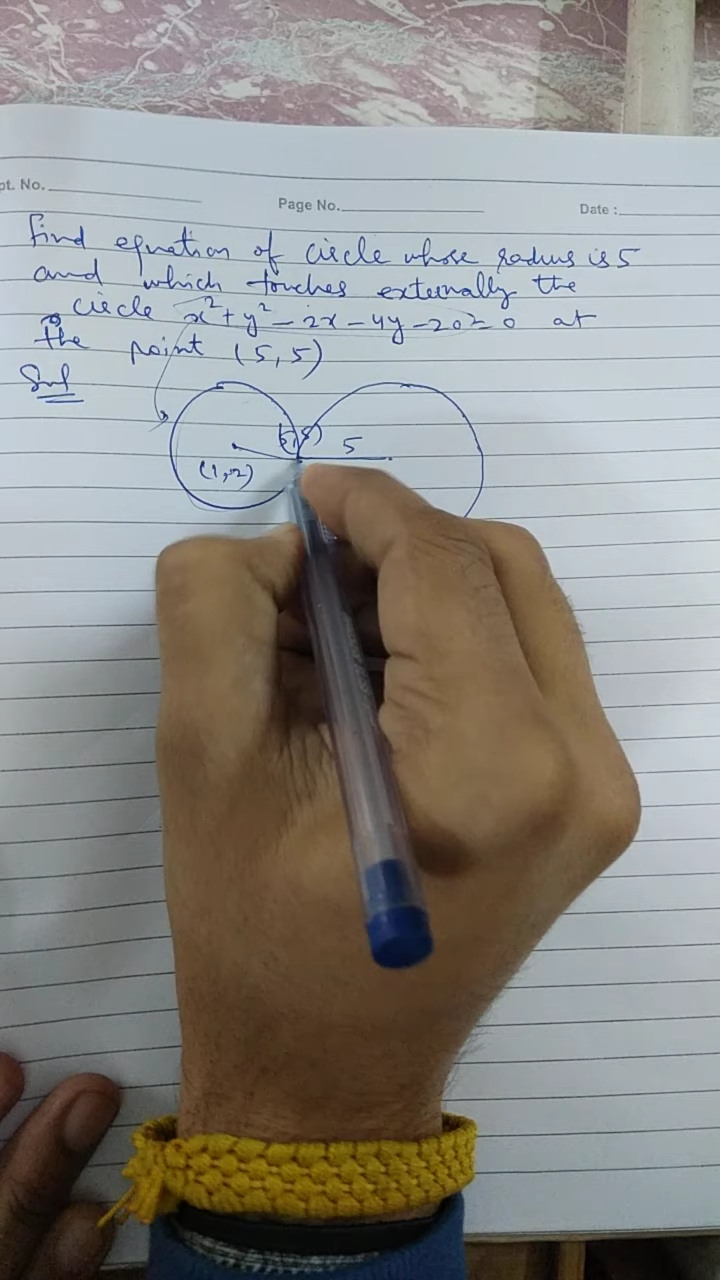 pt. No.
Page No.
Date :
find equation of circle whose radius is 5
and which touches externally the
circle x²+y²-2x-4y-20=0 at
the point (5,5)
Sol
(5,5) 5
(1,2)